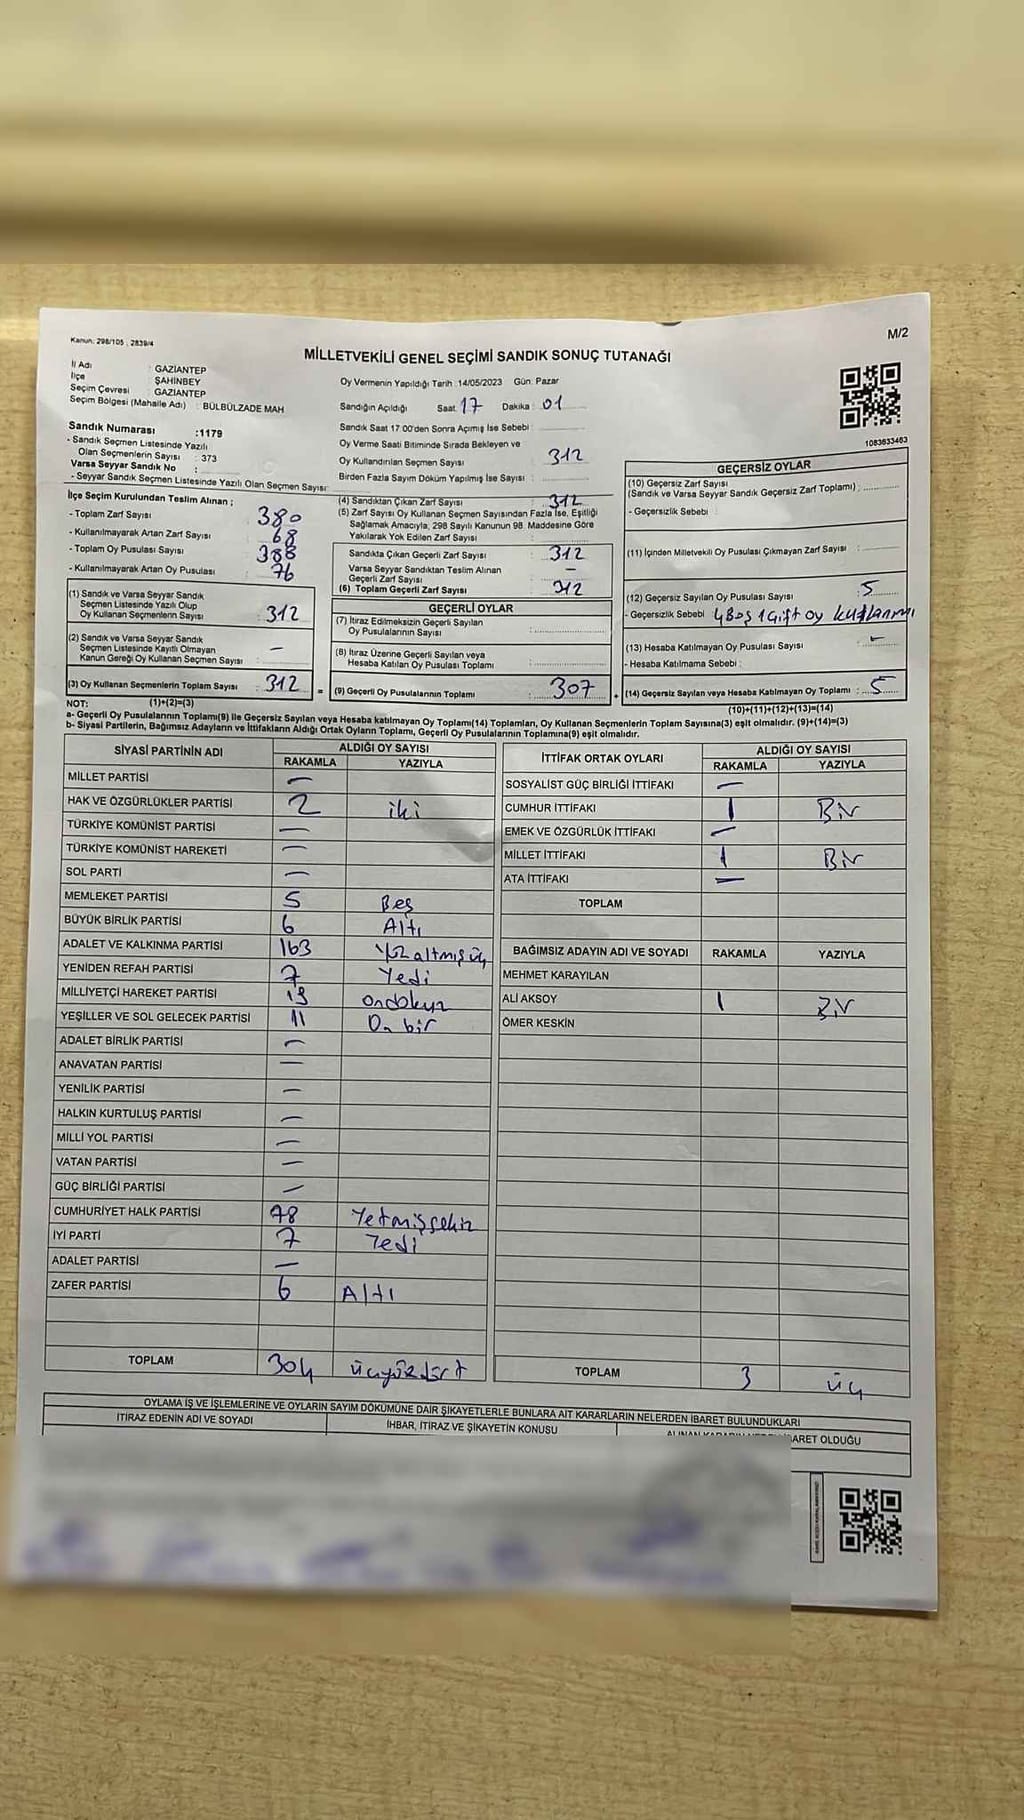 Kanun: 298/105 , 2839/4
M/2
MİLLETVEKİLİ GENEL SEÇİMİ SANDIK SONUÇ TUTANAĞI
İl Adı : GAZİANTEP
İlçe ŞAHİNBEY
Seçim Çevresi GAZİANTEP
Seçim Bölgesi (Mahalle Adı) : BÜLBÜLZADE MAH
Sandık Numarası :1179
- Sandık Seçmen Listesinde Yazılı
Olan Seçmenlerin Sayısı : 373
Varsa Seyyar Sandık No :
- Seyyar Sandık Seçmen Listesinde Yazılı Olan Seçmen Sayısı:
Oy Vermenin Yapıldığı Tarih :14/05/2023 Gün: Pazar
Sandığın Açıldığı Saat: 17 Dakika : 01
Sandık Saat 17:00'den Sonra Açımış İse Sebebi :
Oy Verme Saati Bitiminde Sırada Bekleyen ve
Oy Kullandırılan Seçmen Sayısı : 312
Birden Fazla Sayım Döküm Yapılmış İse Sayısı :
1083633463
İlçe Seçim Kurulundan Teslim Alınan ;
- Toplam Zarf Sayısı : 380
- Kullanılmayarak Artan Zarf Sayısı : 68
- Toplam Oy Pusulası Sayısı : 388
- Kullanılmayarak Artan Oy Pusulası : 76
(1) Sandık ve Varsa Seyyar Sandık
Seçmen Listesinde Yazılı Olup
Oy Kullanan Seçmenlerin Sayısı : 312
(2) Sandık ve Varsa Seyyar Sandık
Seçmen Listesinde Kayıtlı Olmayan
Kanun Gereği Oy Kullanan Seçmen Sayısı : –
(3) Oy Kullanan Seçmenlerin Toplam Sayısı : 312
(1)+(2)=(3)
(4) Sandıktan Çıkan Zarf Sayısı : 312
(5) Zarf Sayısı Oy Kullanan Seçmen Sayısından Fazla İse, Eşitliği
Sağlamak Amacıyla, 298 Sayılı Kanunun 98. Maddesine Göre
Yakılarak Yok Edilen Zarf Sayısı :
Sandıkta Çıkan Geçerli Zarf Sayısı : 312
Varsa Seyyar Sandıktan Teslim Alınan
Geçerli Zarf Sayısı : –
(6) Toplam Geçerli Zarf Sayısı : 312
GEÇERLİ OYLAR
(7) İtiraz Edilmeksizin Geçerli Sayılan
Oy Pusulalarının Sayısı :
(8) İtiraz Üzerine Geçerli Sayılan veya
Hesaba Katılan Oy Pusulası Toplamı :
= (9) Geçerli Oy Pusulalarının Toplamı : 307
GEÇERSİZ OYLAR
(10) Geçersiz Zarf Sayısı
(Sandık ve Varsa Seyyar Sandık Geçersiz Zarf Toplamı) :
- Geçersizlik Sebebi :
(11) İçinden Milletvekili Oy Pusulası Çıkmayan Zarf Sayısı :
(12) Geçersiz Sayılan Oy Pusulası Sayısı : 5
- Geçersizlik Sebebi 4 Boş 1 Çift oy kullanımı
(13) Hesaba Katılmayan Oy Pusulası Sayısı : –
- Hesaba Katılmama Sebebi :
+ (14) Geçersiz Sayılan veya Hesaba Katılmayan Oy Toplamı : 5
(10)+(11)+(12)+(13)=(14)
NOT:
a- Geçerli Oy Pusulalarının Toplamı(9) ile Geçersiz Sayılan veya Hesaba katılmayan Oy Toplamı(14) Toplamları, Oy Kullanan Seçmenlerin Toplam Sayısına(3) eşit olmalıdır. (9)+(14)=(3)
b- Siyasi Partilerin, Bağımsız Adayların ve İttifakların Aldığı Ortak Oyların Toplamı, Geçerli Oy Pusulalarının Toplamına(9) eşit olmalıdır.
SİYASİ PARTİNİN ADI ALDIĞI OY SAYISI
RAKAMLA YAZIYLA
MİLLET PARTİSİ –
HAK VE ÖZGÜRLÜKLER PARTİSİ 2 iki
TÜRKİYE KOMÜNİST PARTİSİ –
TÜRKİYE KOMÜNİST HAREKETİ –
SOL PARTİ –
MEMLEKET PARTİSİ 5 Beş
BÜYÜK BİRLİK PARTİSİ 6 Altı
ADALET VE KALKINMA PARTİSİ 163 Yüzaltmışüç
YENİDEN REFAH PARTİSİ 7 Yedi
MİLLİYETÇİ HAREKET PARTİSİ 19 ondokuz
YEŞİLLER VE SOL GELECEK PARTİSİ 11 On bir
ADALET BİRLİK PARTİSİ –
ANAVATAN PARTİSİ –
YENİLİK PARTİSİ –
HALKIN KURTULUŞ PARTİSİ –
MİLLİ YOL PARTİSİ –
VATAN PARTİSİ –
GÜÇ BİRLİĞİ PARTİSİ –
CUMHURİYET HALK PARTİSİ 78 Yetmişsekiz
İYİ PARTİ 7 Yedi
ADALET PARTİSİ –
ZAFER PARTİSİ 6 Altı
TOPLAM 304 üçyüzdört
İTTİFAK ORTAK OYLARI ALDIĞI OY SAYISI
RAKAMLA YAZIYLA
SOSYALİST GÜÇ BİRLİĞİ İTTİFAKI –
CUMHUR İTTİFAKI 1 Bir
EMEK VE ÖZGÜRLÜK İTTİFAKI –
MİLLET İTTİFAKI 1 Bir
ATA İTTİFAKI –
TOPLAM
BAĞIMSIZ ADAYIN ADI VE SOYADI RAKAMLA YAZIYLA
MEHMET KARAYILAN
ALİ AKSOY 1 Bir
ÖMER KESKİN
TOPLAM 3 üç
OYLAMA İŞ VE İŞLEMLERİNE VE OYLARIN SAYIM DÖKÜMÜNE DAİR ŞİKAYETLERLE BUNLARA AİT KARARLARIN NELERDEN İBARET BULUNDUKLARI
İTİRAZ EDENİN ADI VE SOYADI İHBAR, İTİRAZ VE ŞİKAYETİN KONUSU